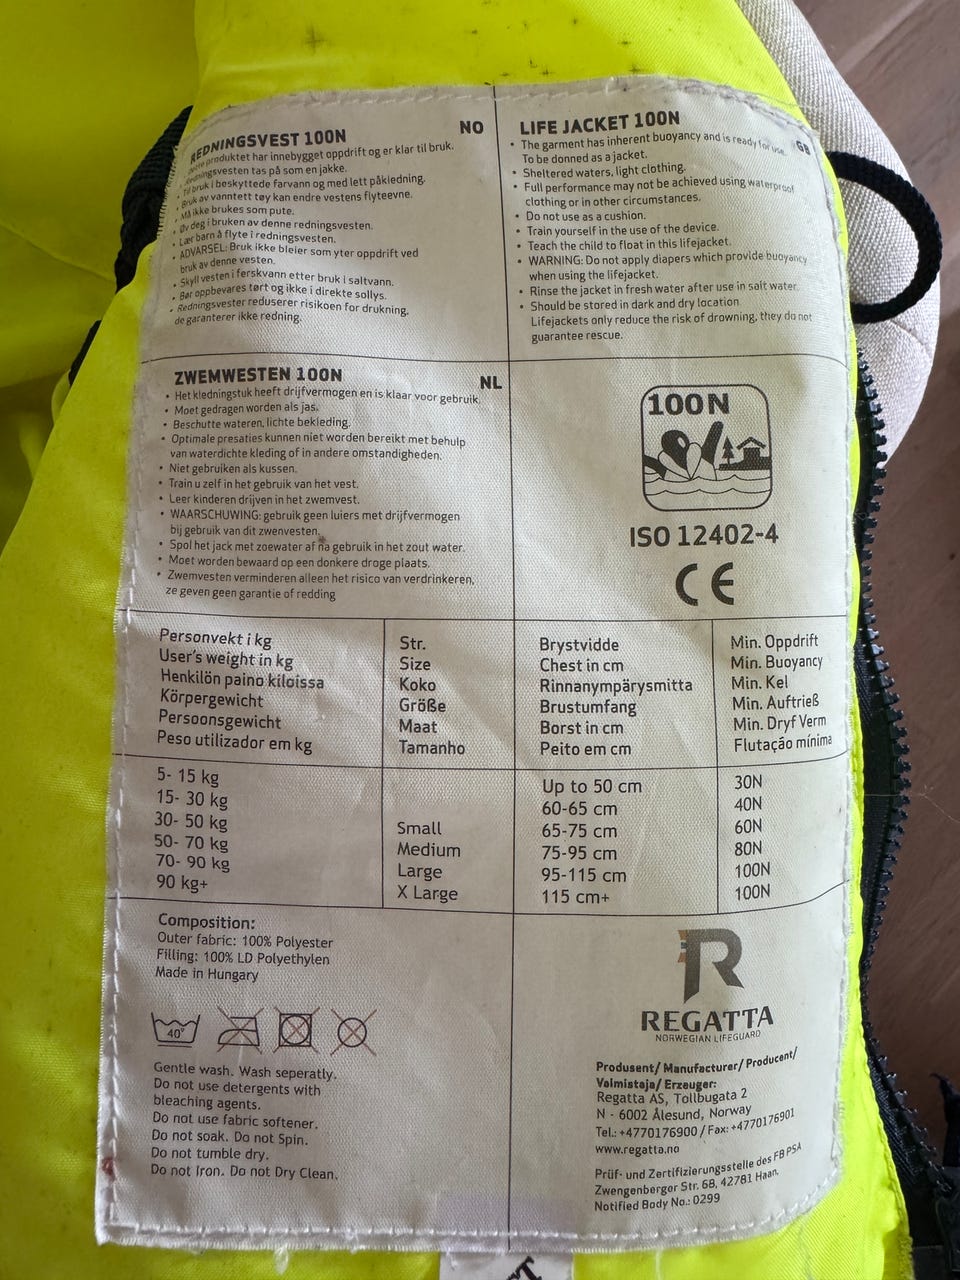 REDNINGSVEST 100N
NO
Dette produktet har innebygget oppdrift og er klar til bruk.
Redningsvesten tas på som en jakke.
Til bruk i beskyttede farvann og med lett påkledning.
Bruk av vanntett tøy kan endre vestens flyteevne.
Må ikke brukes som pute.
Øv deg i bruken av denne redningsvesten.
• Lær barn å flyte i redningsvesten.
• ADVARSEL: Bruk ikke bleier som yter oppdrift ved
bruk av denne vesten.
• Skyll vesten i ferskvann etter bruk i saltvann.
• Bør oppbevares tørt og ikke i direkte sollys.
• Redningsvester reduserer risikoen for drukning,
de garanterer ikke redning.
LIFE JACKET 100N
GB
• The garment has inherent buoyancy and is ready for use.
To be donned as a jacket.
• Sheltered waters, light clothing.
• Full performance may not be achieved using waterproof
clothing or in other circumstances.
• Do not use as a cushion.
• Train yourself in the use of the device.
• Teach the child to float in this lifejacket.
• WARNING: Do not apply diapers which provide buoyancy
when using the lifejacket.
• Rinse the jacket in fresh water after use in salt water.
• Should be stored in dark and dry location
Lifejackets only reduce the risk of drowning, they do not
guarantee rescue.
ZWEMWESTEN 100N
NL
• Het kledningstuk heeft drijfvermogen en is klaar voor gebruik.
• Moet gedragen worden als jas.
• Beschutte wateren, lichte bekleding.
• Optimale presaties kunnen niet worden bereikt met behulp
van waterdichte kleding of in andere omstandigheden.
• Niet gebruiken als kussen.
• Train u zelf in het gebruik van het vest.
• Leer kinderen drijven in het zwemvest.
• WAARSCHUWING: gebruik geen luiers met drijfvermogen
bij gebruik van dit zwenvesten.
• Spol het jack met zoewater af na gebruik in het zout water.
• Moet worden bewaard op een donkere droge plaats.
• Zwemvesten verminderen alleen het risico van verdrinkeren,
ze geven geen garantie of redding
100N
ISO 12402-4
CE
Personvekt i kg
User's weight in kg
Henkilön paino kiloissa
Körpergewicht
Persoonsgewicht
Peso utilizador em kg
Str.
Size
Koko
Größe
Maat
Tamanho
Brystvidde
Chest in cm
Rinnanympärysmitta
Brustumfang
Borst in cm
Peito em cm
Min. Oppdrift
Min. Buoyancy
Min. Kel
Min. Auftrieß
Min. Dryf Verm
Flutação mínima
5- 15 kg Up to 50 cm 30N
15- 30 kg 60-65 cm 40N
30- 50 kg Small 65-75 cm 60N
50- 70 kg Medium 75-95 cm 80N
70- 90 kg Large 95-115 cm 100N
90 kg+ X Large 115 cm+ 100N
Composition:
Outer fabric: 100% Polyester
Filling: 100% LD Polyethylen
Made in Hungary
40°
Gentle wash. Wash seperatly.
Do not use detergents with
bleaching agents.
Do not use fabric softener.
Do not soak. Do not Spin.
Do not tumble dry.
Do not Iron. Do not Dry Clean.
R
REGATTA
NORWEGIAN LIFEGUARD
Produsent/ Manufacturer/ Producent/
Valmistaja/ Erzeuger:
Regatta AS, Tollbugata 2
N - 6002 Ålesund, Norway
Tel.: +4770176900 / Fax: +4770176901
www.regatta.no
Prüf- und Zertifizierungsstelle des FB PSA
Zwengenberger Str. 68, 42781 Haan.
Notified Body No.: 0299